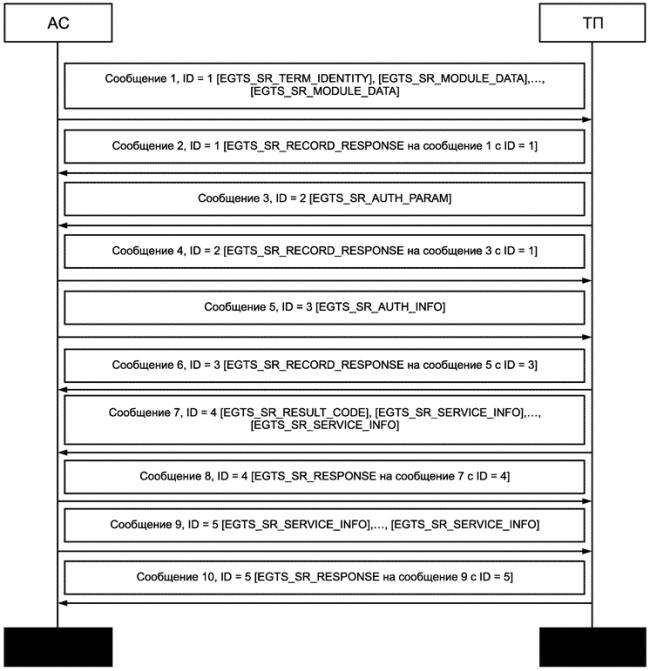 АС
ТП
Сообщение 1, ID = 1 [EGTS_SR_TERM_IDENTITY], [EGTS_SR_MODULE_DATA],...,
[EGTS_SR_MODULE_DATA]
Сообщение 2, ID = 1 [EGTS_SR_RECORD_RESPONSE на сообщение 1 с ID = 1]
Сообщение 3, ID = 2 [EGTS_SR_AUTH_PARAM]
Сообщение 4, ID = 2 [EGTS_SR_RECORD_RESPONSE на сообщение 3 с ID = 1]
Сообщение 5, ID = 3 [EGTS_SR_AUTH_INFO]
Сообщение 6, ID = 3 [EGTS_SR_RECORD_RESPONSE на сообщение 5 с ID = 3]
Сообщение 7, ID = 4 [EGTS_SR_RESULT_CODE], [EGTS_SR_SERVICE_INFO],...,
[EGTS_SR_SERVICE_INFO]
Сообщение 8, ID = 4 [EGTS_SR_RESPONSE на сообщение 7 с ID = 4]
Сообщение 9, ID = 5 [EGTS_SR_SERVICE_INFO],..., [EGTS_SR_SERVICE_INFO]
Сообщение 10, ID = 5 [EGTS_SR_RESPONSE на сообщение 9 с ID = 5]